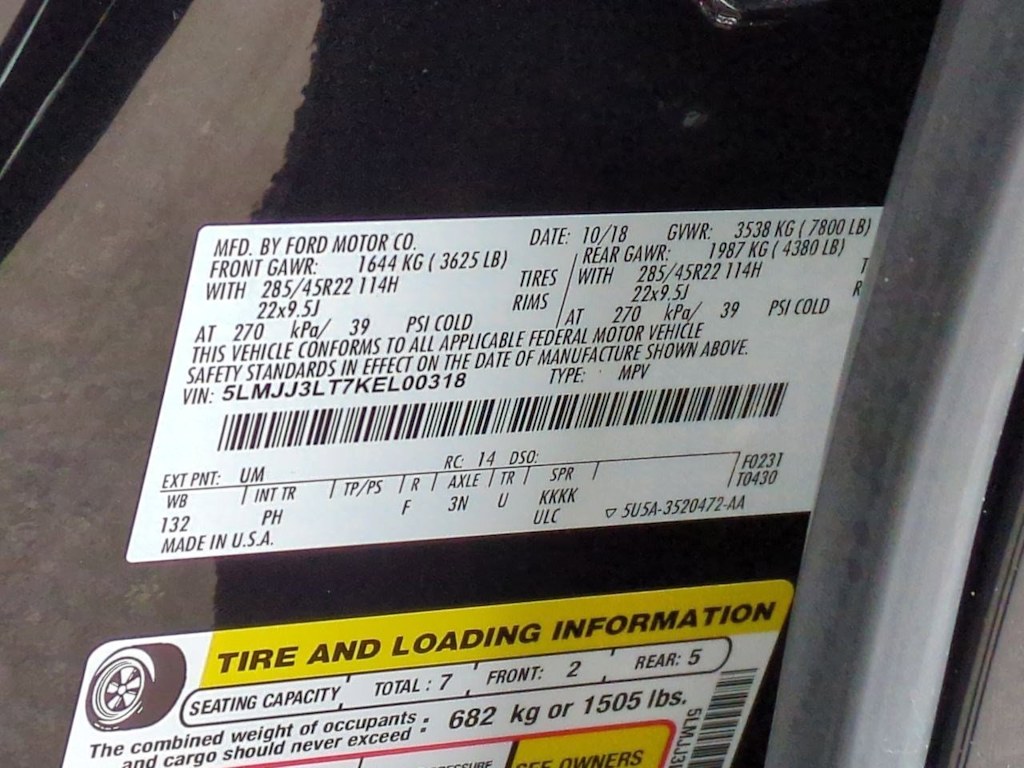 MFD. BY FORD MOTOR CO.
DATE: 10/18 GVWR: 3538 KG ( 7800 LB)
FRONT GAWR: 1644 KG ( 3625 LB)
REAR GAWR: 1987 KG ( 4380 LB)
WITH 285/45R22 114H TIRES
WITH 285/45R22 114H
22x9.5J RIMS
22x9.5J
AT 270 kPa/ 39 PSI COLD
AT 270 kPa/ 39 PSI COLD
THIS VEHICLE CONFORMS TO ALL APPLICABLE FEDERAL MOTOR VEHICLE
SAFETY STANDARDS IN EFFECT ON THE DATE OF MANUFACTURE SHOWN ABOVE.
VIN: 5LMJJ3LT7KEL00318 TYPE: MPV
EXT PNT: UM RC: 14 DSO: F0231
WB INT TR TP/PS R AXLE TR SPR T0430
132 PH F 3N U KKKK
ULC ▽ 5U5A-3520472-AA
MADE IN U.S.A.
TIRE AND LOADING INFORMATION
SEATING CAPACITY TOTAL : 7 FRONT: 2 REAR: 5
The combined weight of occupants
and cargo should never exceed : 682 kg or 1505 lbs.
SEE OWNERS
5LMJJ3